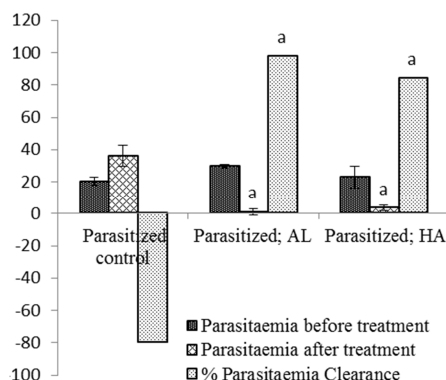 120
100
80
60
40
20
0
-20
-40
-60
-80
100
a
a
a
a
Parasitized control
Parasitized; AL
Parasitized; HA
Parasitaemia before treatment
Parasitaemia after treatment
% Parasitaemia Clearance